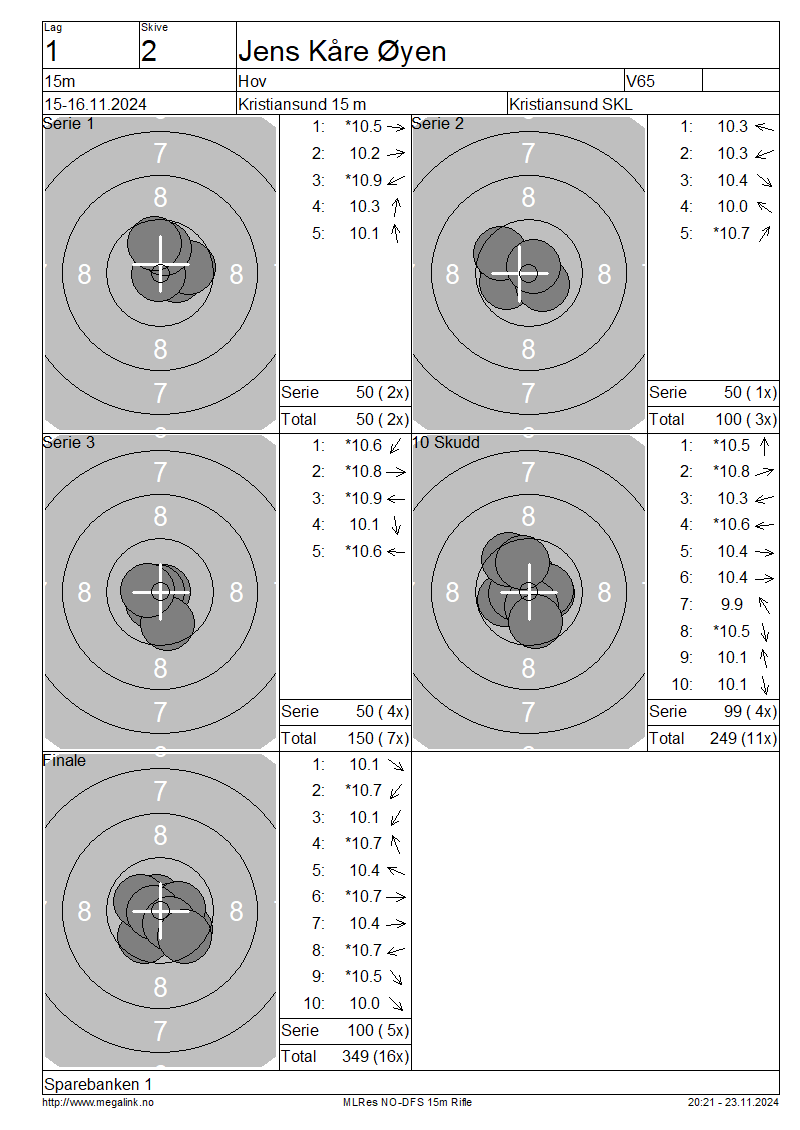 Lag
Skive
1
2
Jens Kåre Øyen
15m
Hov
V65
15-16.11.2024
Kristiansund 15 m
Kristiansund SKL
Serie 1
7
8
8
8
8
7
1: *10.5
2: 10.2
3: *10.9
4: 10.3
5: 10.1
Serie 50 ( 2x)
Total 50 ( 2x)
Serie 2
7
8
8
8
8
7
1: 10.3
2: 10.3
3: 10.4
4: 10.0
5: *10.7
Serie 50 ( 1x)
Total 100 ( 3x)
Serie 3
7
8
8
8
8
7
1: *10.6
2: *10.8
3: *10.9
4: 10.1
5: *10.6
Serie 50 ( 4x)
Total 150 ( 7x)
10 Skudd
7
8
8
8
8
7
1: *10.5
2: *10.8
3: 10.3
4: *10.6
5: 10.4
6: 10.4
7: 9.9
8: *10.5
9: 10.1
10: 10.1
Serie 99 ( 4x)
Total 249 (11x)
Finale
7
8
8
8
8
7
1: 10.1
2: *10.7
3: 10.1
4: *10.7
5: 10.4
6: *10.7
7: 10.4
8: *10.7
9: *10.5
10: 10.0
Serie 100 ( 5x)
Total 349 (16x)
Sparebanken 1
http://www.megalink.no
MLRes NO-DFS 15m Rifle
20:21 - 23.11.2024